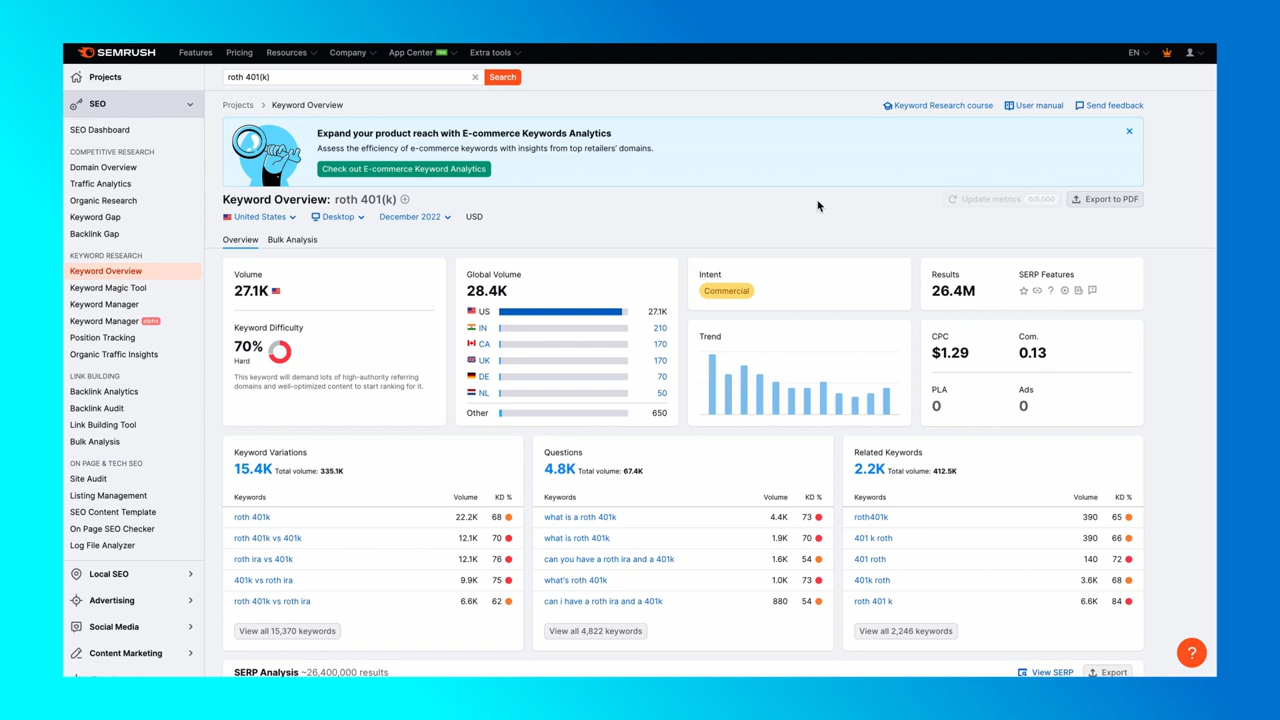 SEMRUSH
Features
Pricing
Resources
Company
App Center
Extra tools
EN
Projects
SEO
SEO Dashboard
COMPETITIVE RESEARCH
Domain Overview
Traffic Analytics
Organic Research
Keyword Gap
Backlink Gap
KEYWORD RESEARCH
Keyword Overview
Keyword Magic Tool
Keyword Manager
Keyword Manager alpha
Position Tracking
Organic Traffic Insights
LINK BUILDING
Backlink Analytics
Backlink Audit
Link Building Tool
Bulk Analysis
ON PAGE & TECH SEO
Site Audit
Listing Management
SEO Content Template
On Page SEO Checker
Log File Analyzer
Local SEO
Advertising
Social Media
Content Marketing
roth 401(k)
Search
Projects > Keyword Overview
Keyword Research course
User manual
Send feedback
Expand your product reach with E-commerce Keywords Analytics
Assess the efficiency of e-commerce keywords with insights from top retailers' domains.
Check out E-commerce Keyword Analytics
Keyword Overview: roth 401(k)
Update metrics 0/5,000
Export to PDF
United States
Desktop
December 2022
USD
Overview
Bulk Analysis
Volume
27.1K
Keyword Difficulty
70%
Hard
This keyword will demand lots of high-authority referring
domains and well-optimized content to start ranking for it.
Global Volume
28.4K
US 27.1K
IN 210
CA 170
UK 170
DE 70
NL 50
Other 650
Intent
Commercial
Trend
Results
26.4M
SERP Features
CPC
$1.29
Com.
0.13
PLA
0
Ads
0
Keyword Variations
15.4K Total volume: 335.1K
Keywords Volume KD %
roth 401k 22.2K 68
roth 401k vs 401k 12.1K 70
roth ira vs 401k 12.1K 76
401k vs roth ira 9.9K 75
roth 401k vs roth ira 6.6K 62
View all 15,370 keywords
Questions
4.8K Total volume: 67.4K
Keywords Volume KD %
what is a roth 401k 4.4K 73
what is roth 401k 1.9K 70
can you have a roth ira and a 401k 1.6K 54
what's roth 401k 1.0K 73
can i have a roth ira and a 401k 880 54
View all 4,822 keywords
Related Keywords
2.2K Total volume: 412.5K
Keywords Volume KD %
roth401k 390 65
401 k roth 390 66
401 roth 140 72
401k roth 3.6K 68
roth 401 k 6.6K 84
View all 2,246 keywords
SERP Analysis ~26,400,000 results
View SERP
Export
?